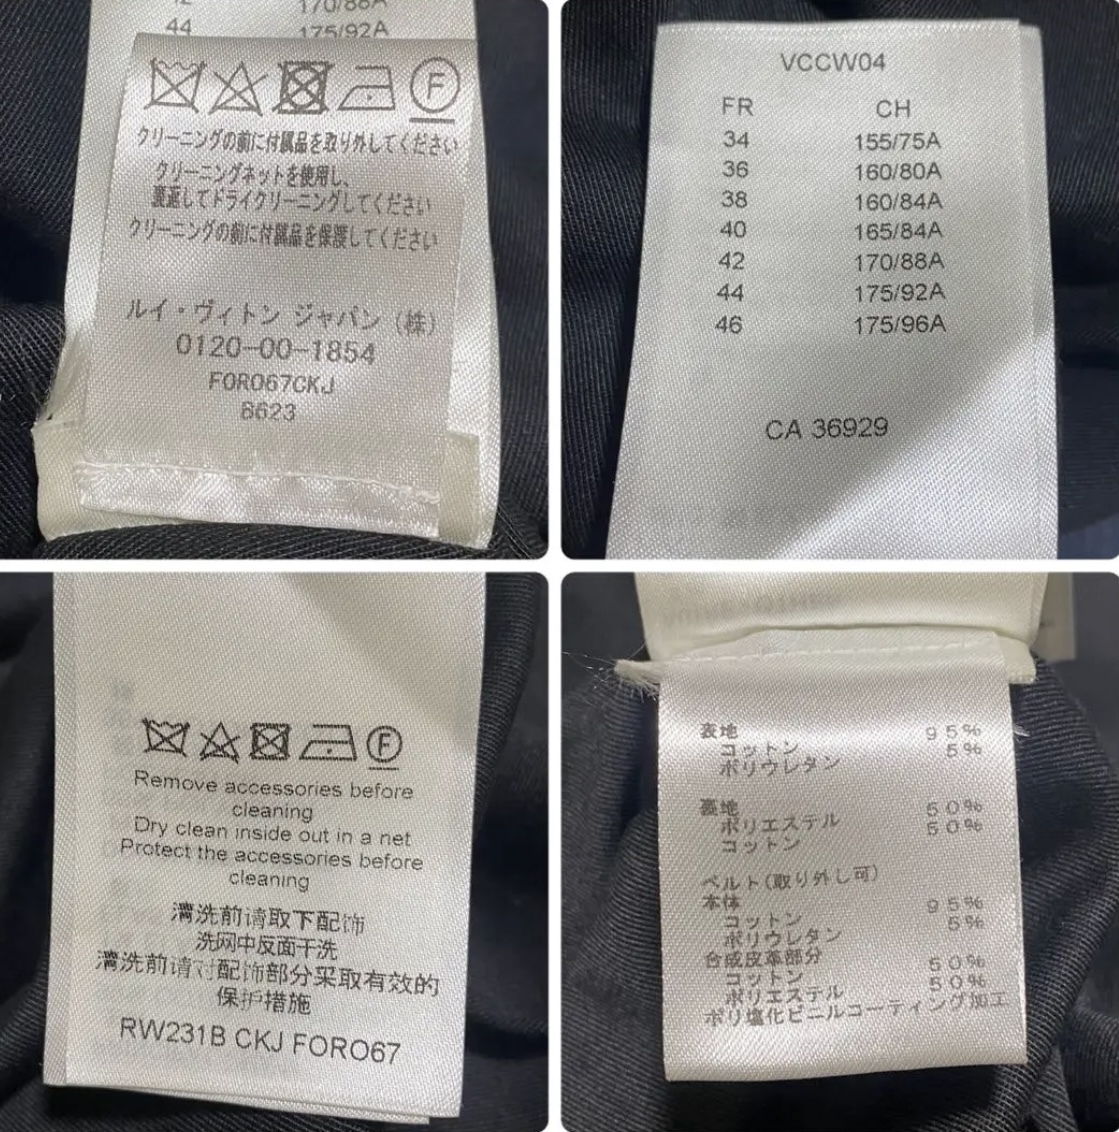 170/88A
44 175/92A
F
クリーニングの前に付属品を取り外してください
クリーニングネットを使用し、
裏返してドライクリーニングしてください
クリーニングの前に付属品を保護してください
ルイ・ヴィトン ジャパン（株）
0120-00-1854
FORO67CKJ
B623
VCCW04
FR CH
34 155/75A
36 160/80A
38 160/84A
40 165/84A
42 170/88A
44 175/92A
46 175/96A
CA 36929
F
Remove accessories before
cleaning
Dry clean inside out in a net
Protect the accessories before
cleaning
清洗前请取下配饰
洗网中反面干洗
清洗前请对配饰部分采取有效的
保护措施
RW231B CKJ FORO67
表地
コットン 95%
ポリウレタン 5%
裏地
ポリエステル 50%
コットン 50%
ベルト(取り外し可)
本体
コットン 95%
ポリウレタン 5%
合成皮革部分
コットン 50%
ポリエステル 50%
ポリ塩化ビニルコーティング加工